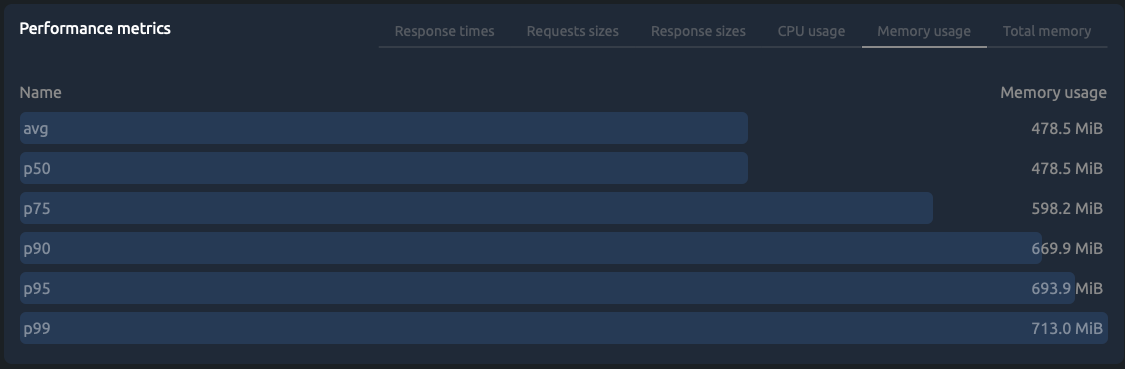 Performance metrics
Response times Requests sizes Response sizes CPU usage Memory usage Total memory
Name Memory usage
avg 478.5 MiB
p50 478.5 MiB
p75 598.2 MiB
p90 669.9 MiB
p95 693.9 MiB
p99 713.0 MiB